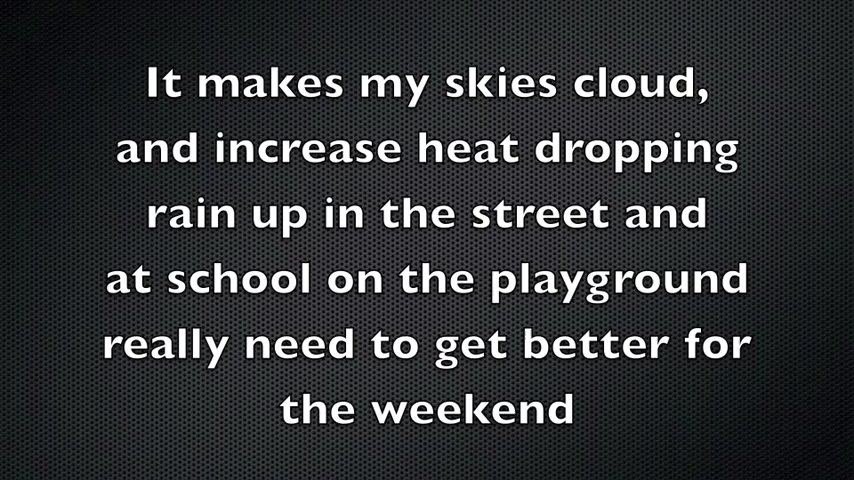 It makes my skies cloud,
and increase heat dropping
rain up in the street and
at school on the playground
really need to get better for
the weekend